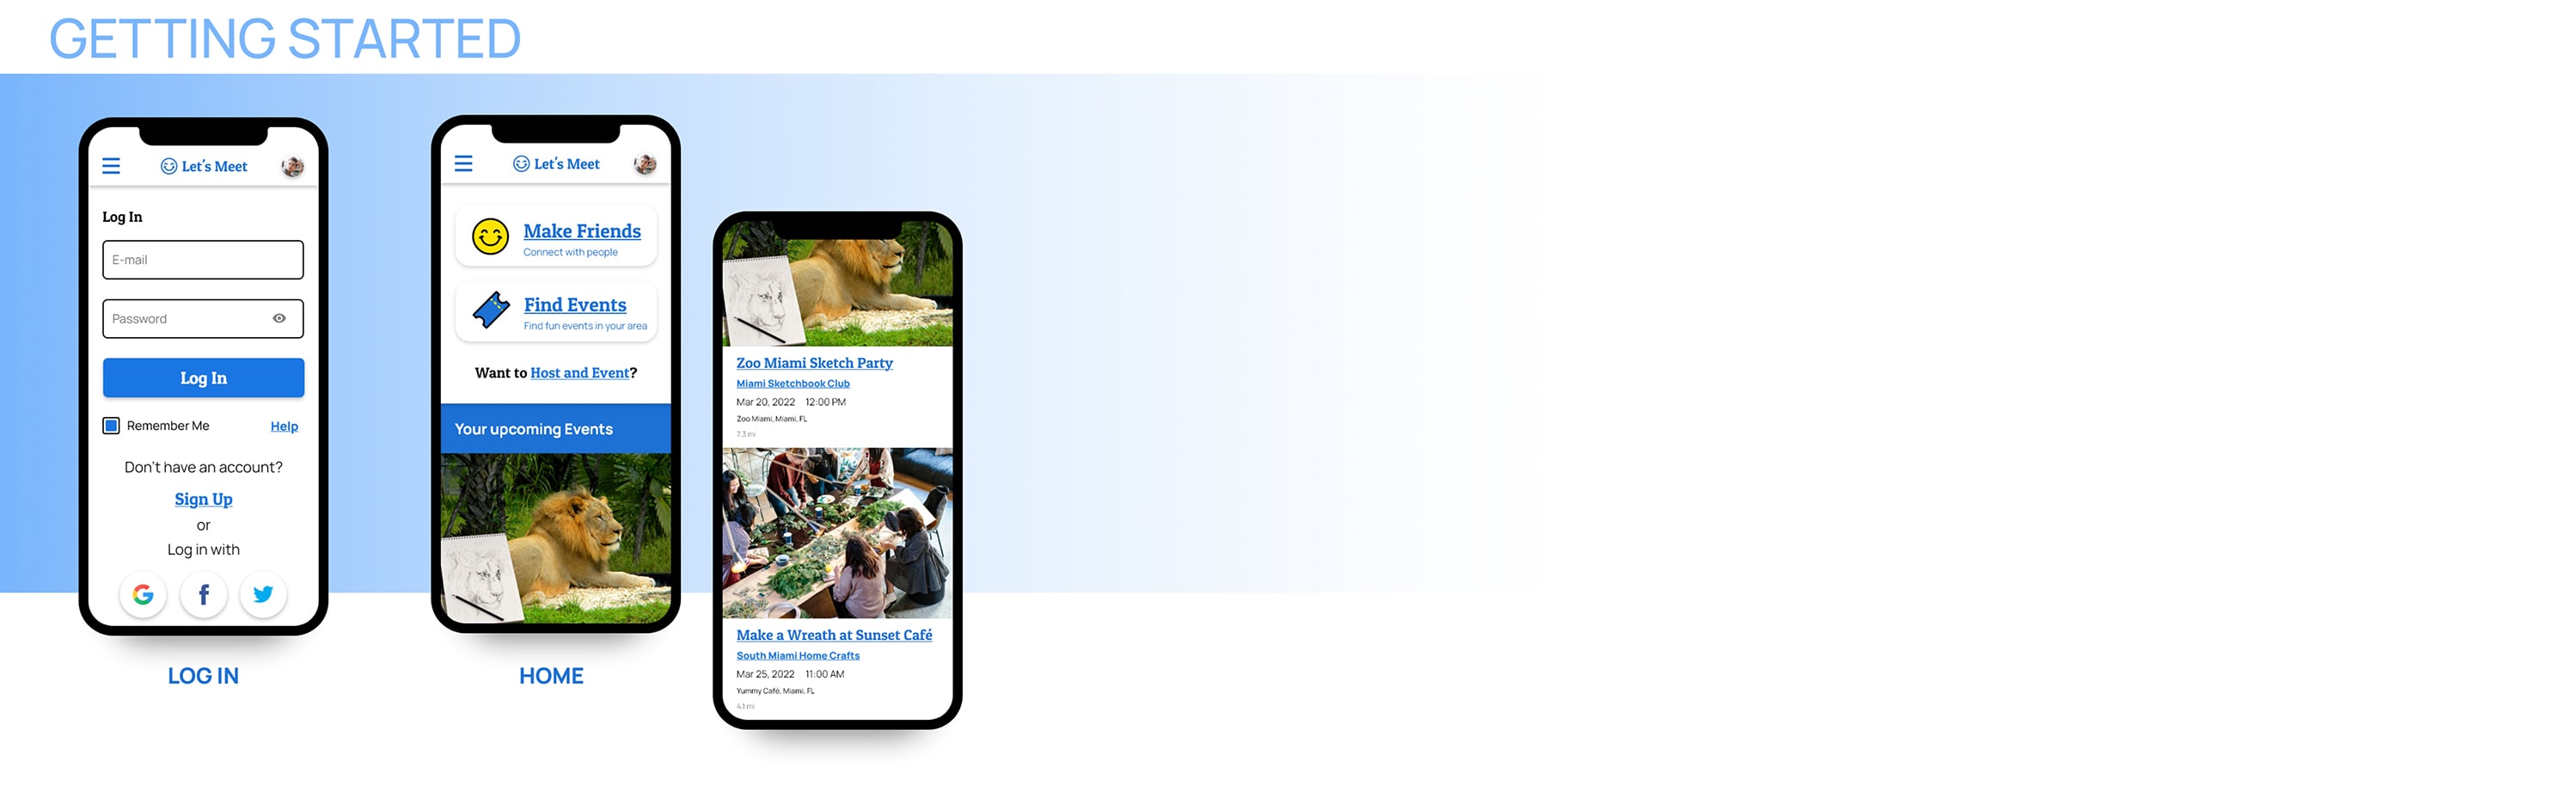 GETTING STARTED
Let's Meet
Log In
E-mail
Password
Log In
Remember Me Help
Don't have an account?
Sign Up
or
Log in with
LOG IN
Let's Meet
Make Friends
Connect with people
Find Events
Find fun events in your area
Want to Host and Event?
Your upcoming Events
HOME
Zoo Miami Sketch Party
Miami Sketchbook Club
Mar 20, 2022 12:00 PM
Zoo Miami, Miami, FL
7.3 mi
Make a Wreath at Sunset Café
South Miami Home Crafts
Mar 25, 2022 11:00 AM
Yummy Café, Miami, FL
4.1 mi